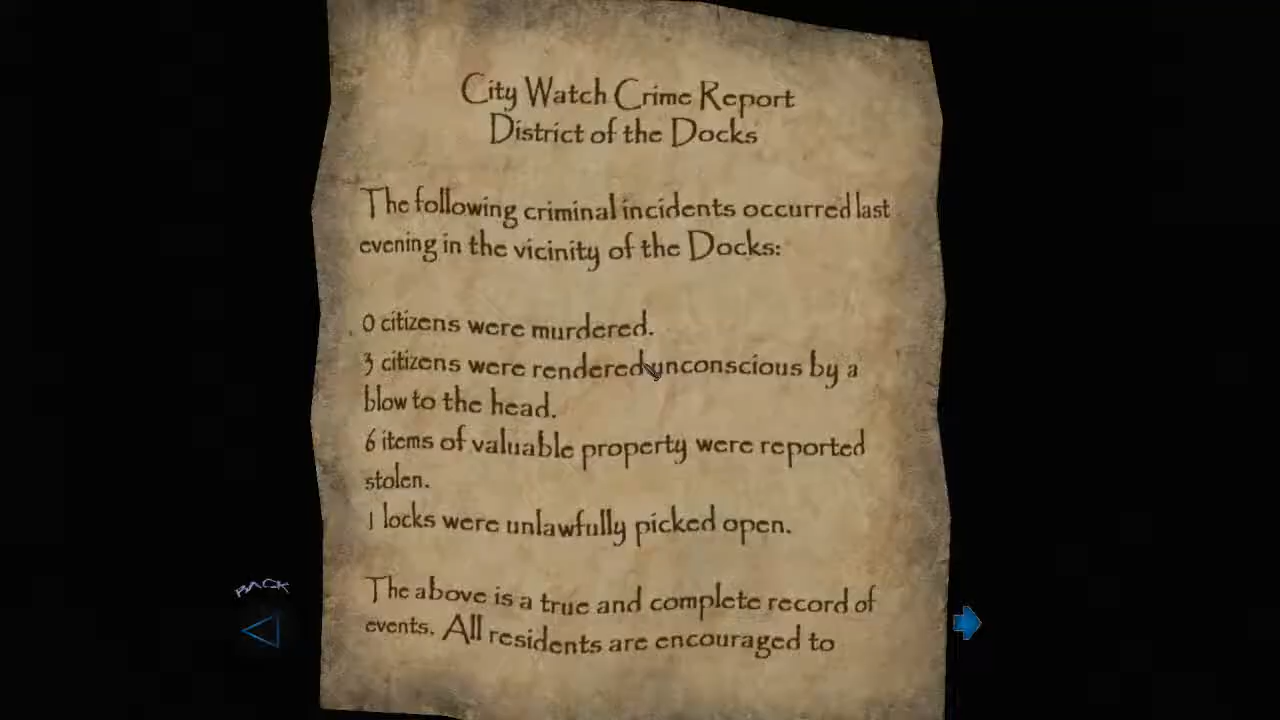 City Watch Crime Report
District of the Docks
The following criminal incidents occurred last
evening in the vicinity of the Docks:
0 citizens were murdered.
3 citizens were rendered unconscious by a
blow to the head.
6 items of valuable property were reported
stolen.
1 locks were unlawfully picked open.
The above is a true and complete record of
events. All residents are encouraged to
BACK